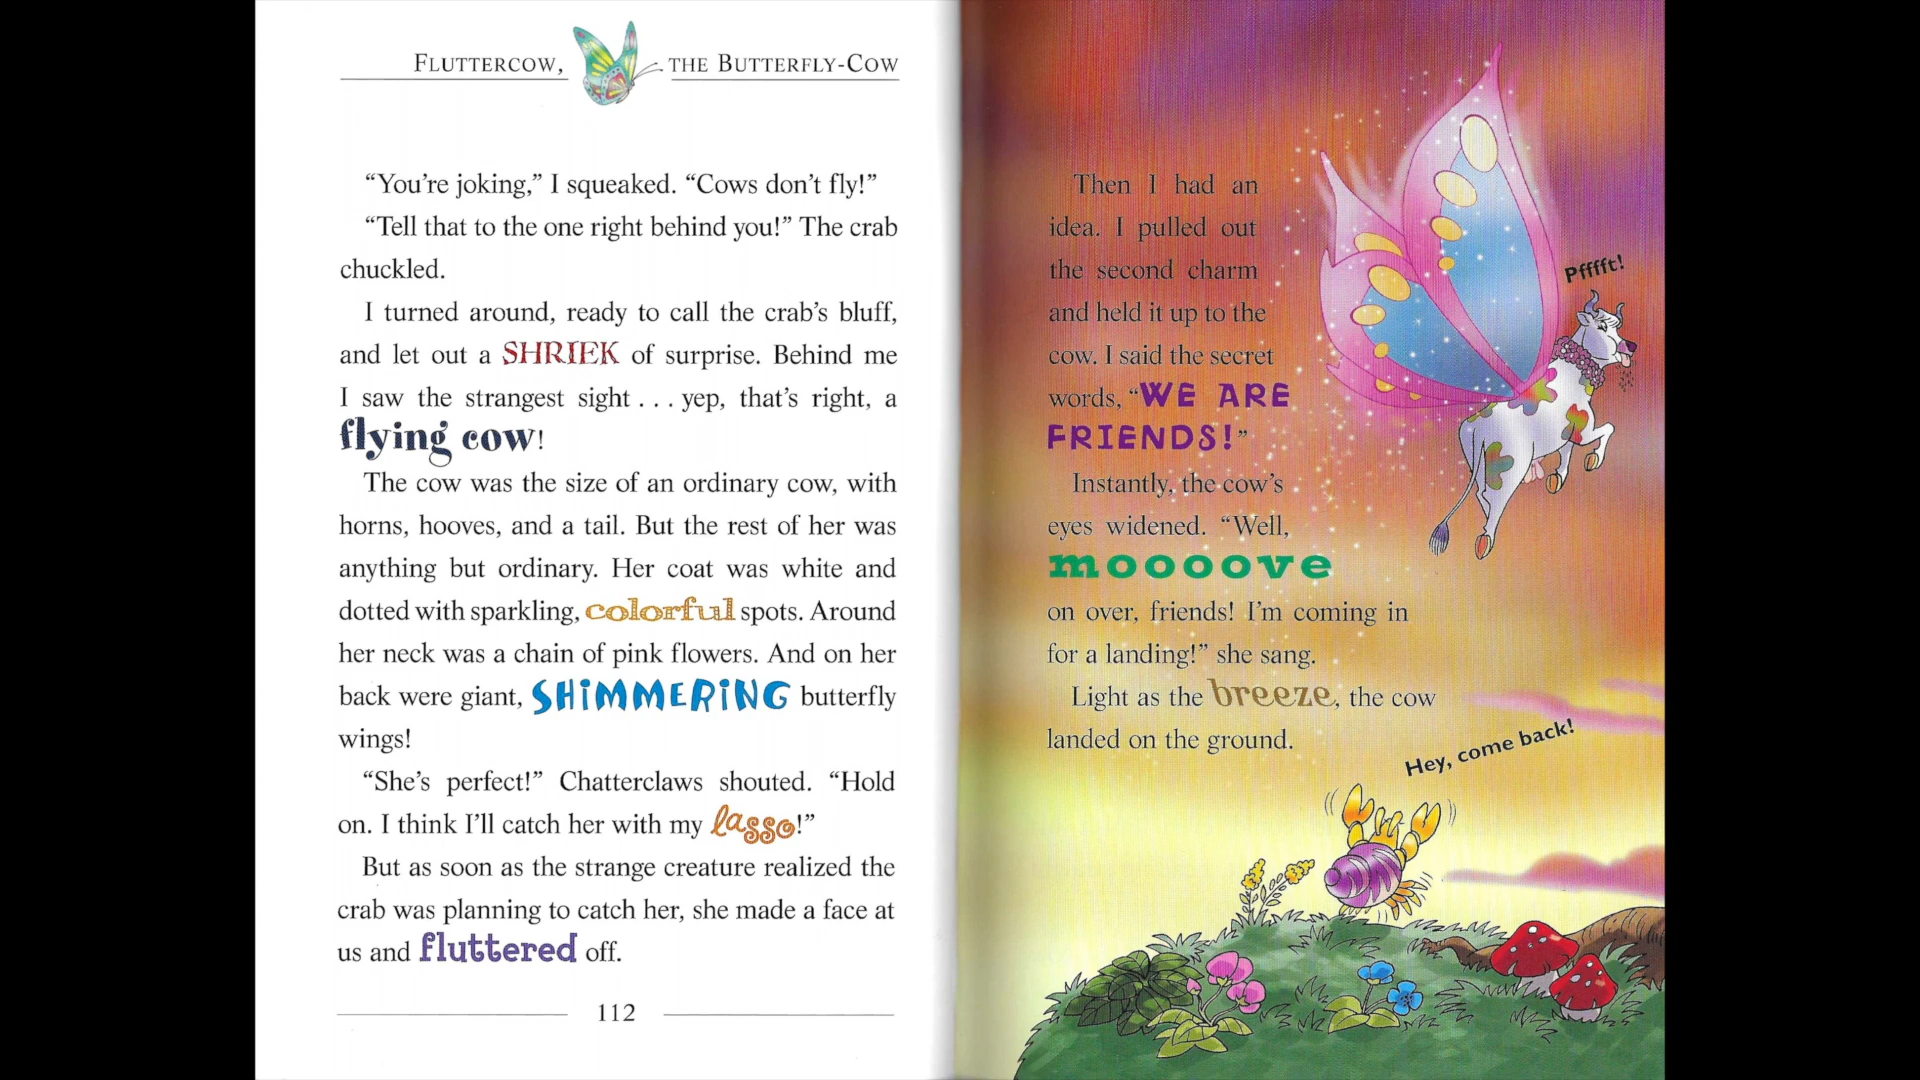 FLUTTERCOW, THE BUTTERFLY-COW
“You’re joking,” I squeaked. “Cows don’t fly!”
“Tell that to the one right behind you!” The crab
chuckled.
I turned around, ready to call the crab’s bluff,
and let out a SHRIEK of surprise. Behind me
I saw the strangest sight . . . yep, that’s right, a
flying cow!
The cow was the size of an ordinary cow, with
horns, hooves, and a tail. But the rest of her was
anything but ordinary. Her coat was white and
dotted with sparkling, colorful spots. Around
her neck was a chain of pink flowers. And on her
back were giant, SHiMMERiNG butterfly
wings!
“She’s perfect!” Chatterclaws shouted. “Hold
on. I think I’ll catch her with my lasso!”
But as soon as the strange creature realized the
crab was planning to catch her, she made a face at
us and fluttered off.
112
Then I had an
idea. I pulled out
the second charm
and held it up to the
cow. I said the secret
words, “WE ARE
FRIENDS!”
Instantly, the cow’s
eyes widened. “Well,
moooove
on over, friends! I’m coming in
for a landing!” she sang.
Light as the breeze, the cow
landed on the ground.
Pfffft!
Hey, come back!